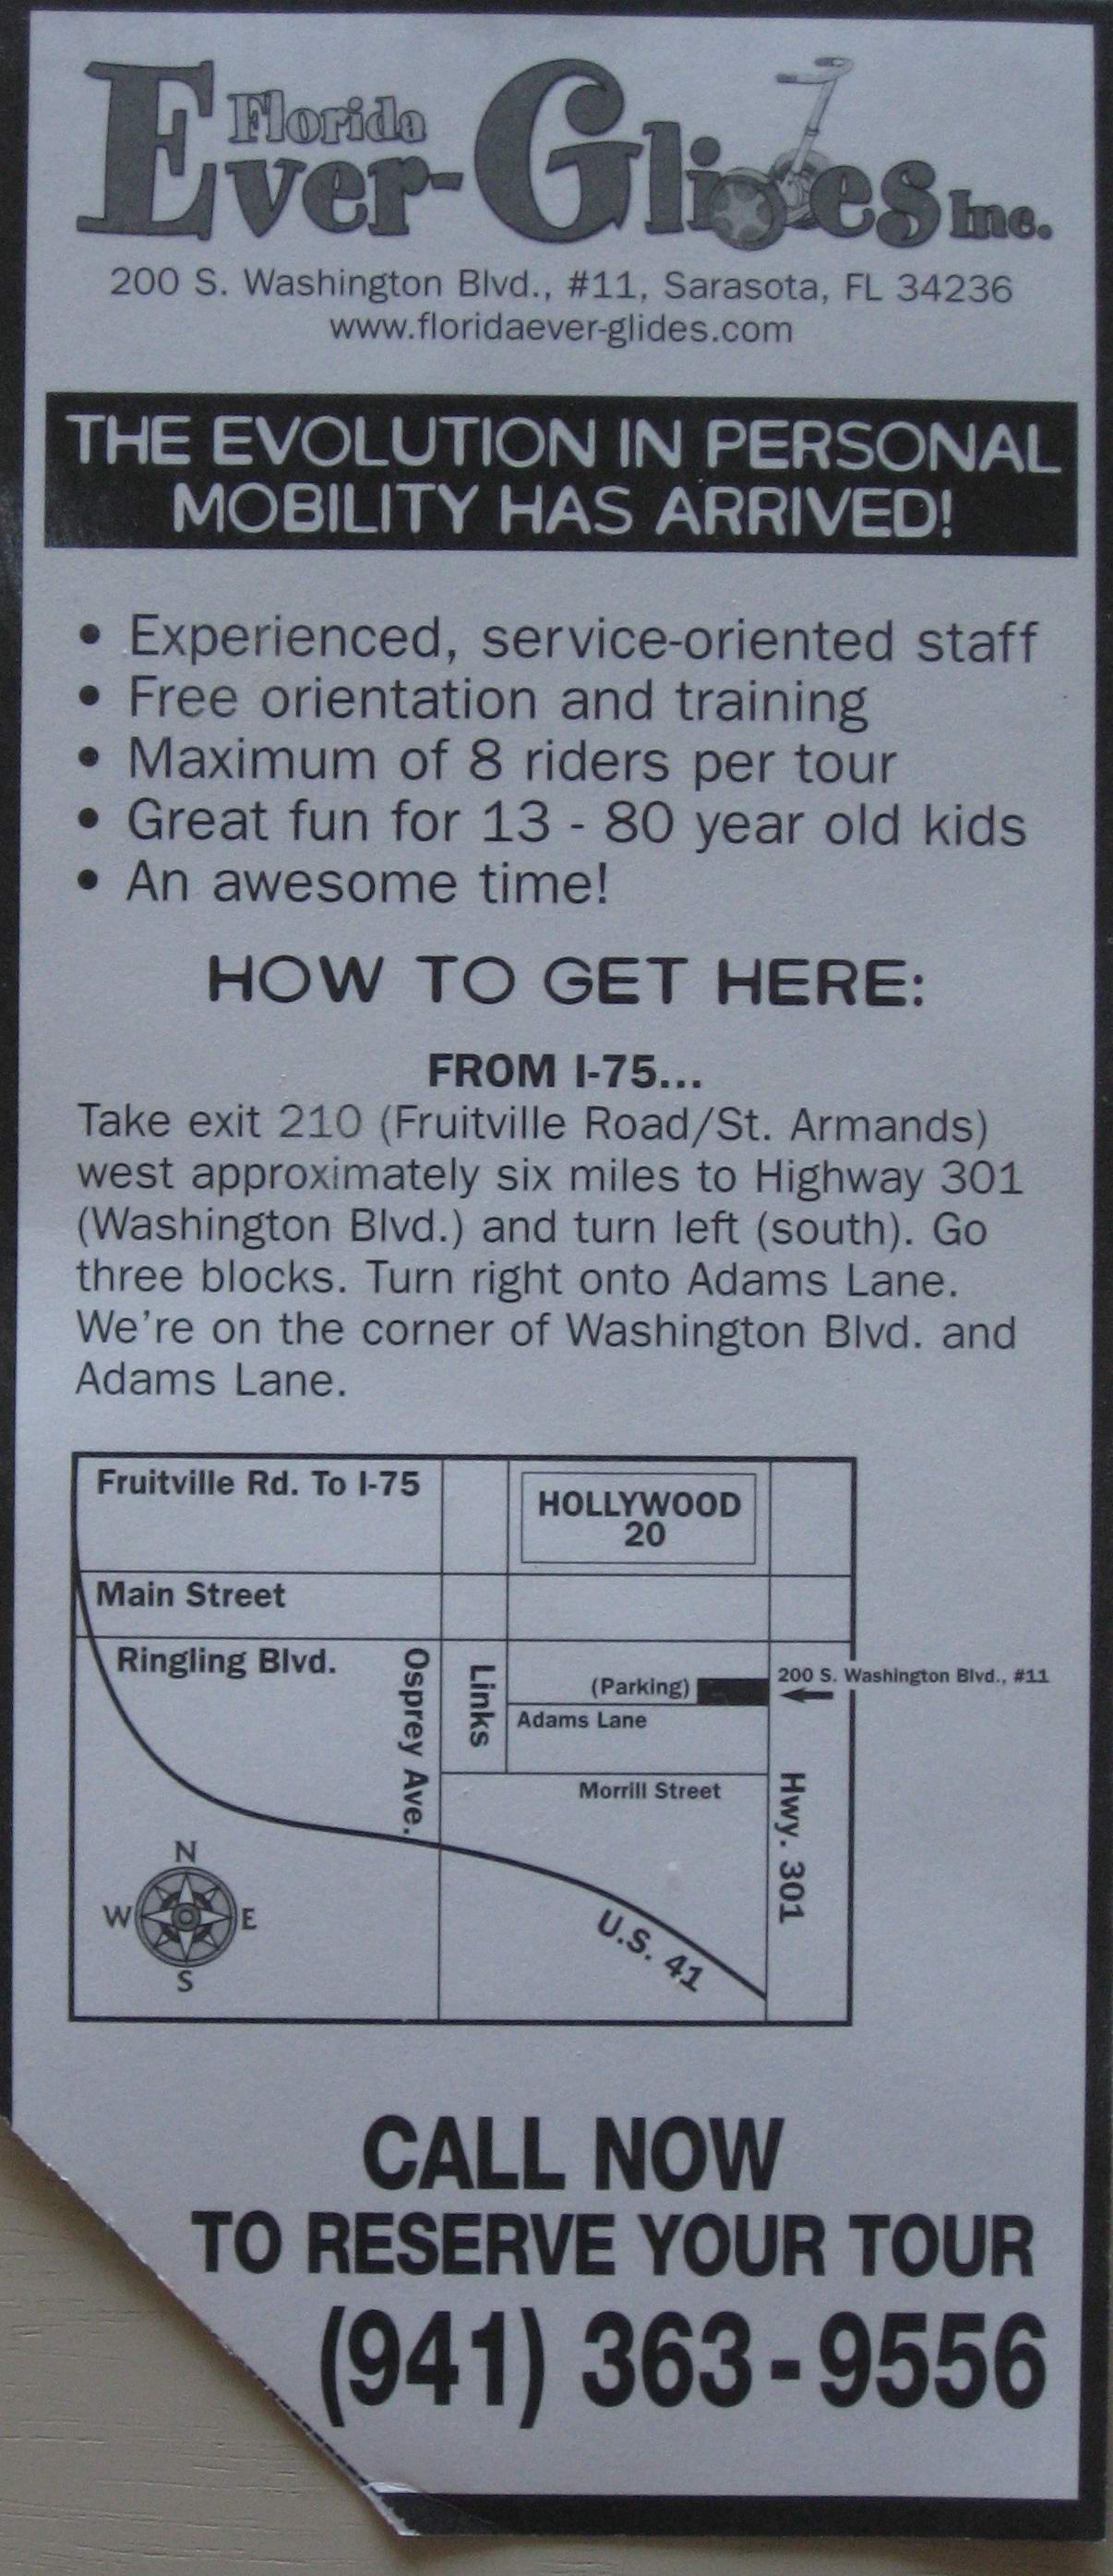 Florida
Ever-Glides Inc.
200 S. Washington Blvd., #11, Sarasota, FL 34236
www.floridaever-glides.com
THE EVOLUTION IN PERSONAL
MOBILITY HAS ARRIVED!
• Experienced, service-oriented staff
• Free orientation and training
• Maximum of 8 riders per tour
• Great fun for 13 - 80 year old kids
• An awesome time!
HOW TO GET HERE:
FROM I-75...
Take exit 210 (Fruitville Road/St. Armands)
west approximately six miles to Highway 301
(Washington Blvd.) and turn left (south). Go
three blocks. Turn right onto Adams Lane.
We're on the corner of Washington Blvd. and
Adams Lane.
Fruitville Rd. To I-75
HOLLYWOOD
20
Main Street
Ringling Blvd.
Osprey Ave.
Links
(Parking)
200 S. Washington Blvd., #11
Adams Lane
Morrill Street
Hwy. 301
U.S. 41
N
W
E
S
CALL NOW
TO RESERVE YOUR TOUR
(941) 363-9556